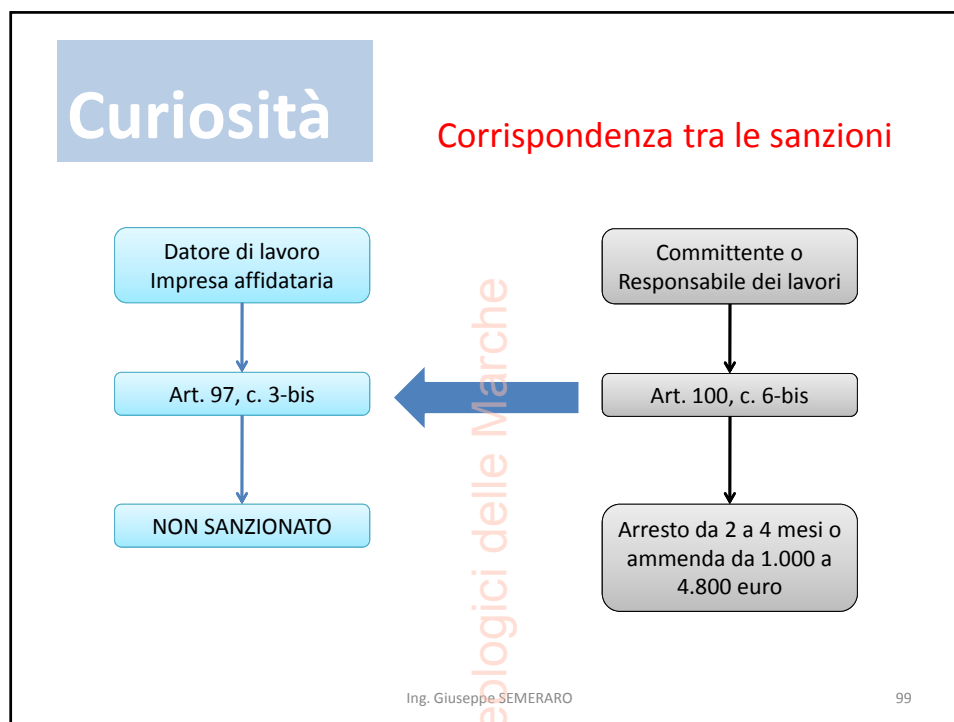 Curiosità
Corrispondenza tra le sanzioni
Datore di lavoro
Impresa affidataria
Art. 97, c. 3-bis
NON SANZIONATO
Committente o
Responsabile dei lavori
Art. 100, c. 6-bis
Arresto da 2 a 4 mesi o
ammenda da 1.000 a
4.800 euro
delle Marche
Ing. Giuseppe SEMERARO
99